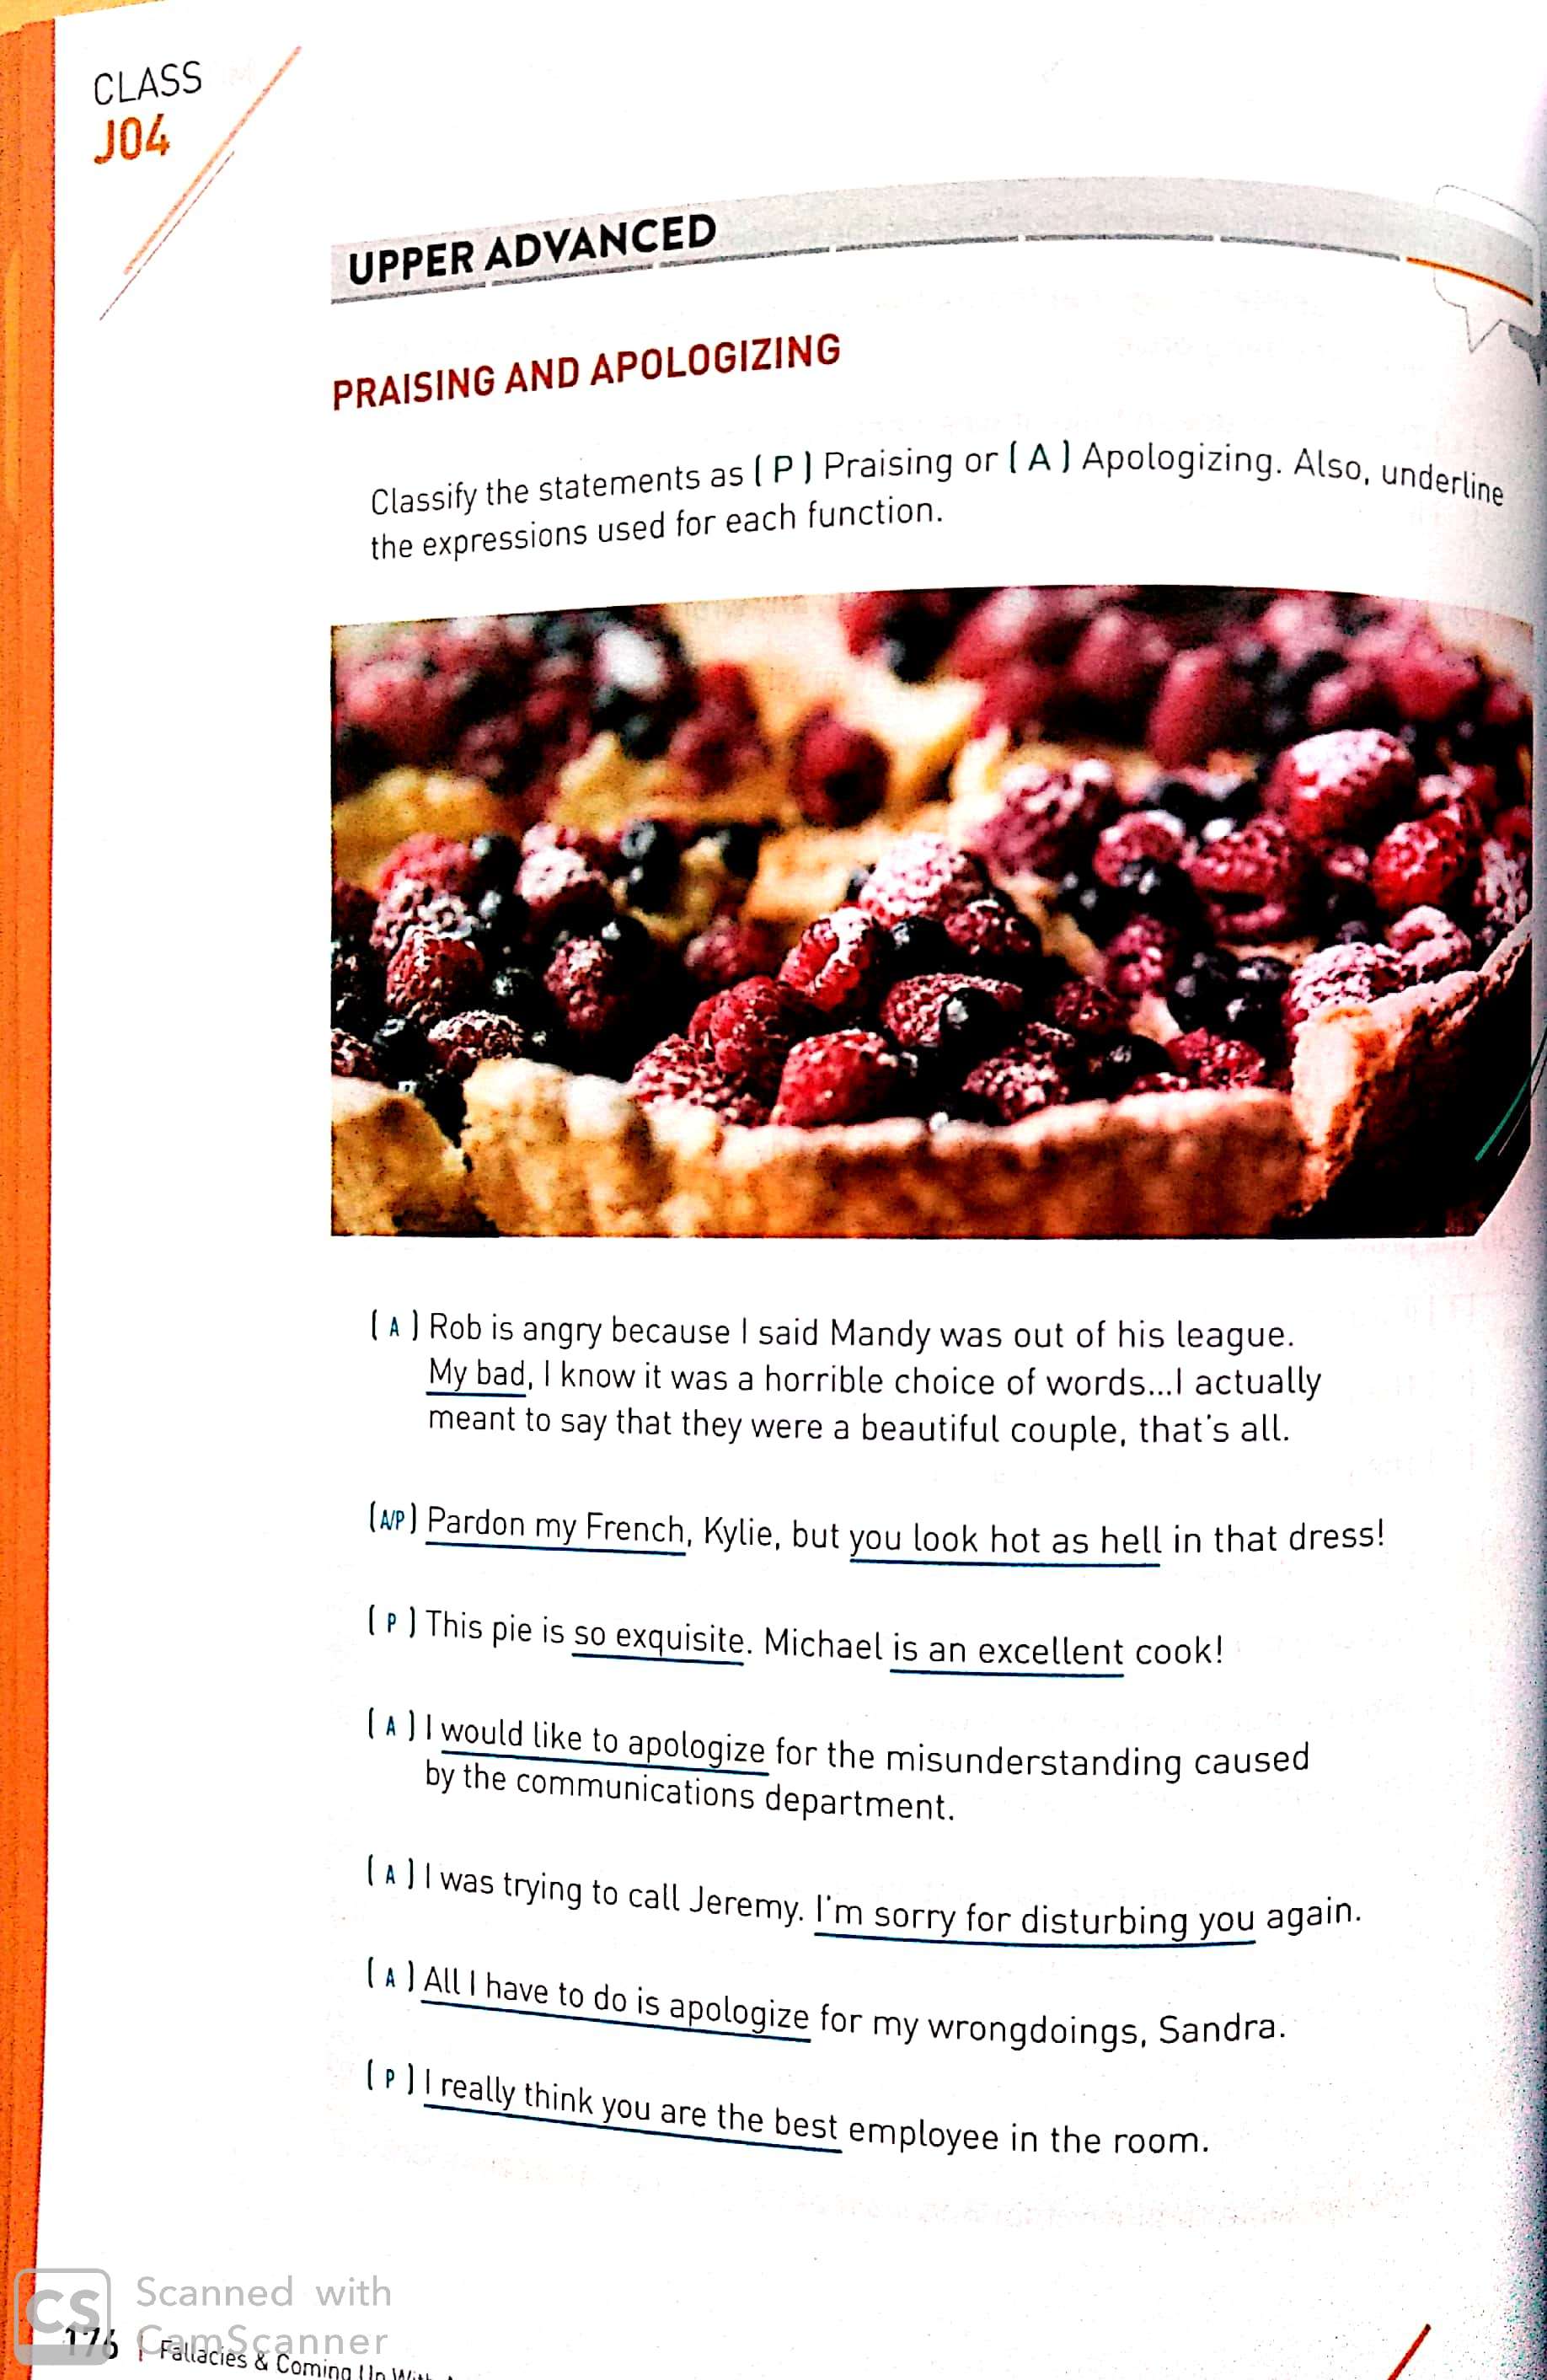 CLASS
J04
UPPER ADVANCED
PRAISING AND APOLOGIZING
Classify the statements as ( P ) Praising or ( A ) Apologizing. Also, underline
the expressions used for each function.
( A ) Rob is angry because I said Mandy was out of his league.
My bad, I know it was a horrible choice of words...I actually
meant to say that they were a beautiful couple, that's all.
(A/P) Pardon my French, Kylie, but you look hot as hell in that dress!
( P ) This pie is so exquisite. Michael is an excellent cook!
( A ) I would like to apologize for the misunderstanding caused
by the communications department.
( A ) I was trying to call Jeremy. I'm sorry for disturbing you again.
( A ) All I have to do is apologize for my wrongdoings, Sandra.
( P ) I really think you are the best employee in the room.
CS Scanned with
CamScanner
176 | Fallacies & Coming Up